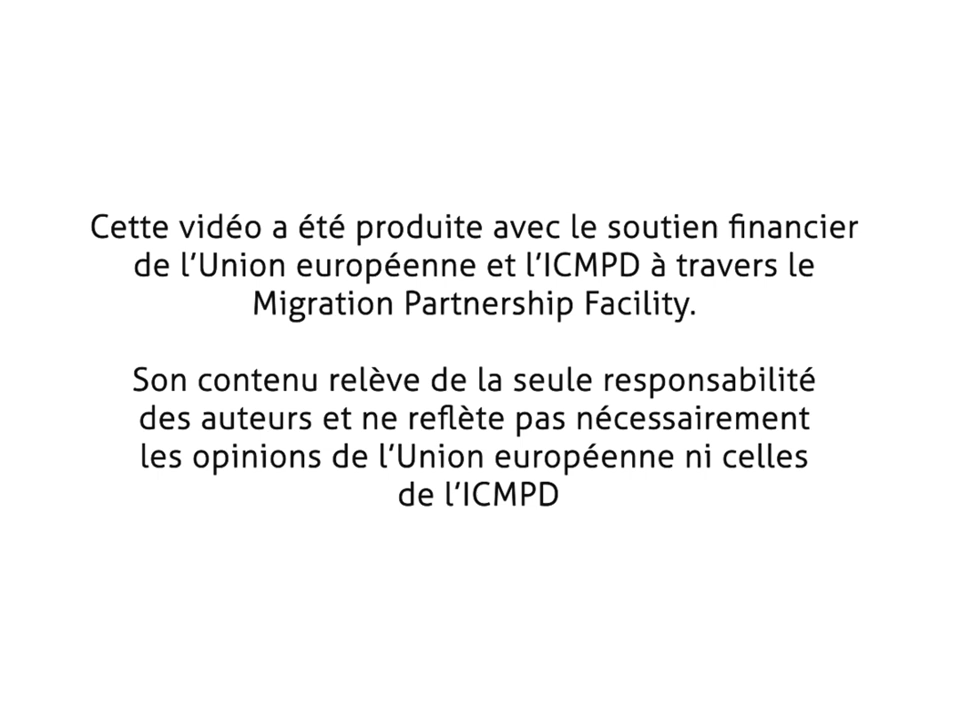 Cette vidéo a été produite avec le soutien financier
de l’Union européenne et l’ICMPD à travers le
Migration Partnership Facility.
Son contenu relève de la seule responsabilité
des auteurs et ne reflète pas nécessairement
les opinions de l’Union européenne ni celles
de l’ICMPD